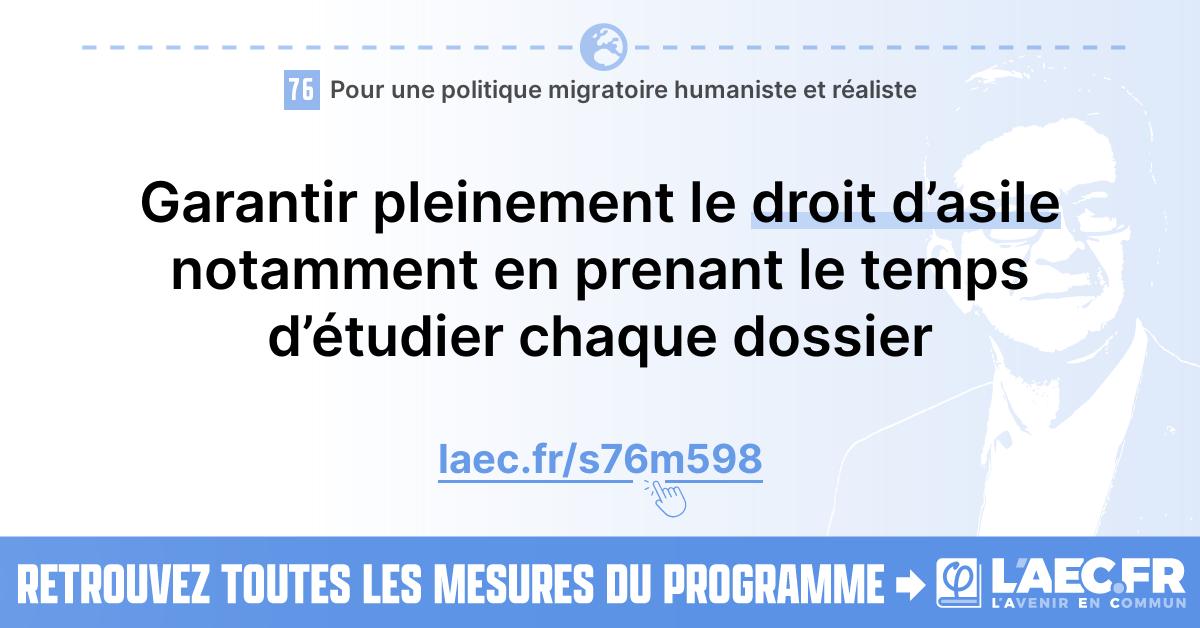 76 Pour une politique migratoire humaniste et réaliste
Garantir pleinement le droit d’asile
notamment en prenant le temps
d’étudier chaque dossier
laec.fr/s76m598
RETROUVEZ TOUTES LES MESURES DU PROGRAMME → φ L'AEC.FR
L'AVENIR EN COMMUN